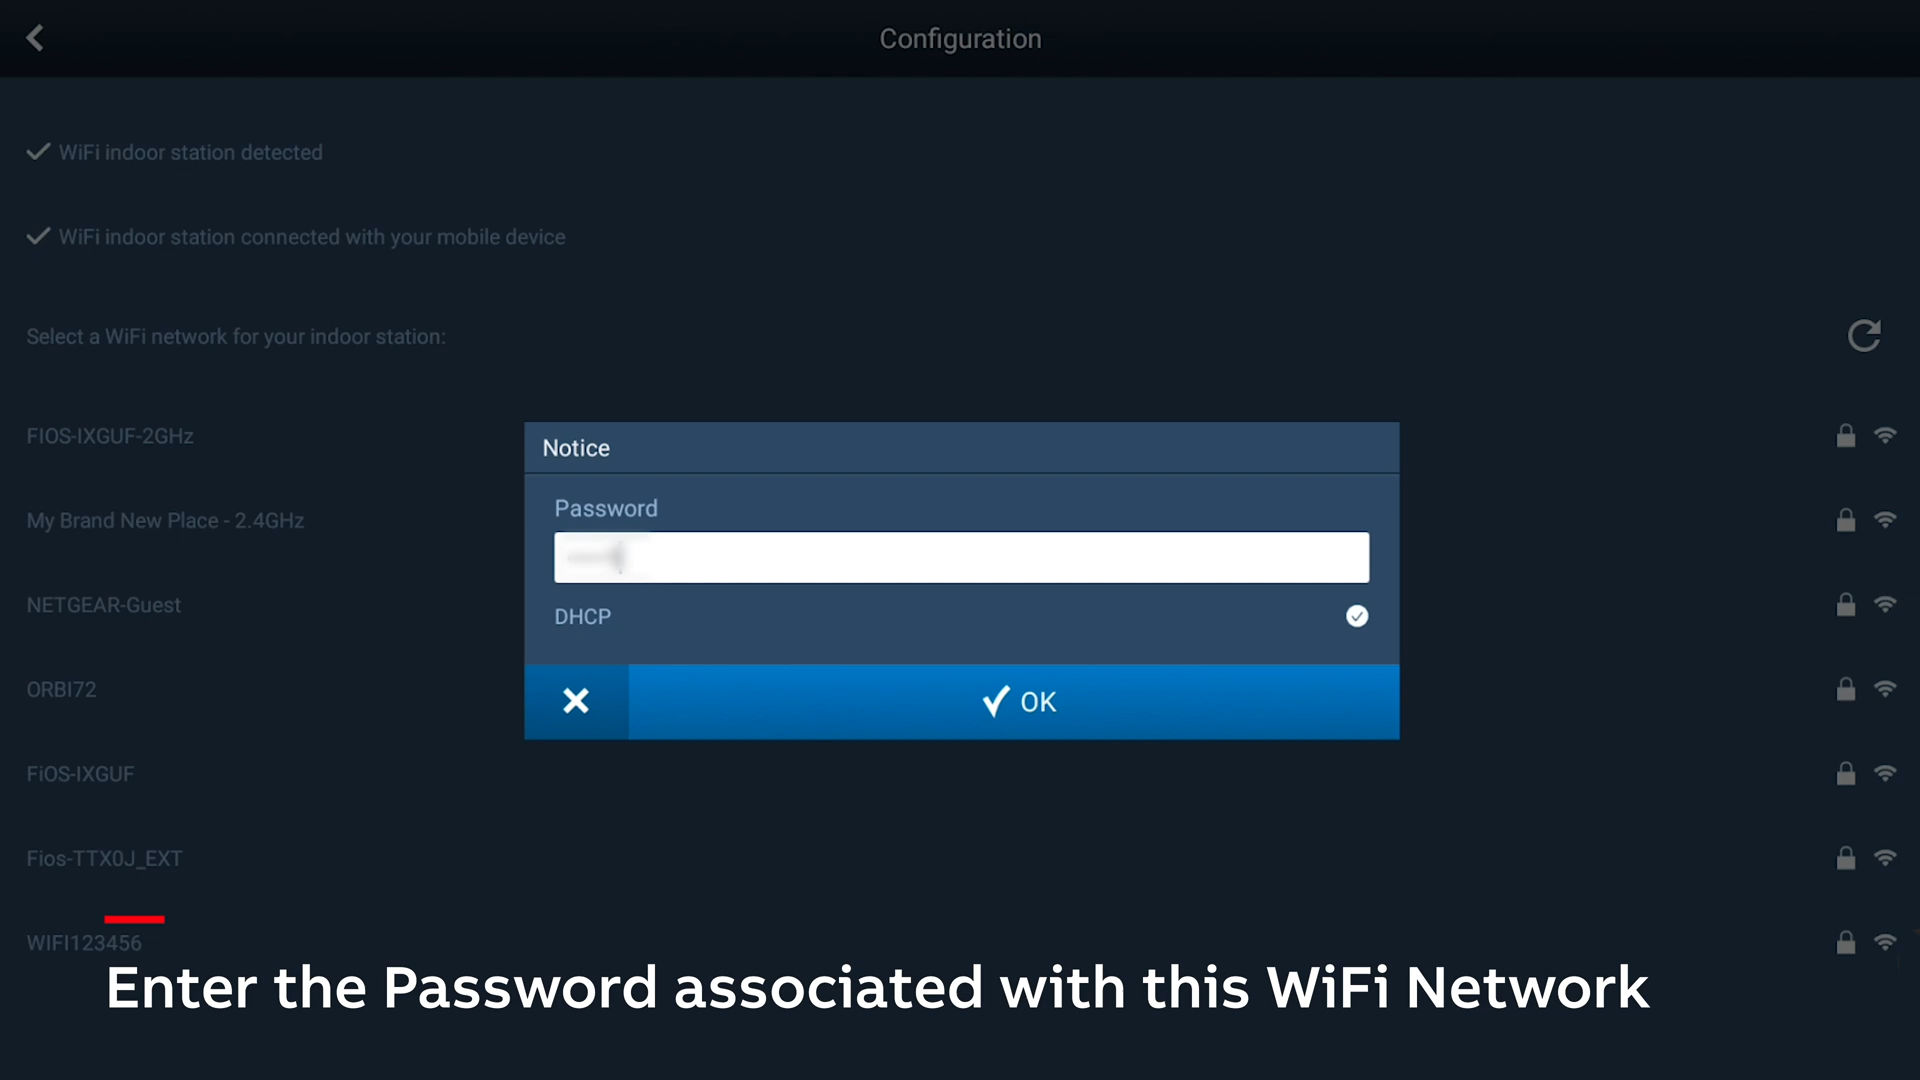 Configuration
WiFi indoor station detected
WiFi indoor station connected with your mobile device
Select a WiFi network for your indoor station:
FIOS-IXGUF-2GHz
My Brand New Place - 2.4GHz
NETGEAR-Guest
ORBI72
FiOS-IXGUF
Fios-TTX0J_EXT
WIFI123456
Notice
Password
DHCP
OK
Enter the Password associated with this WiFi Network